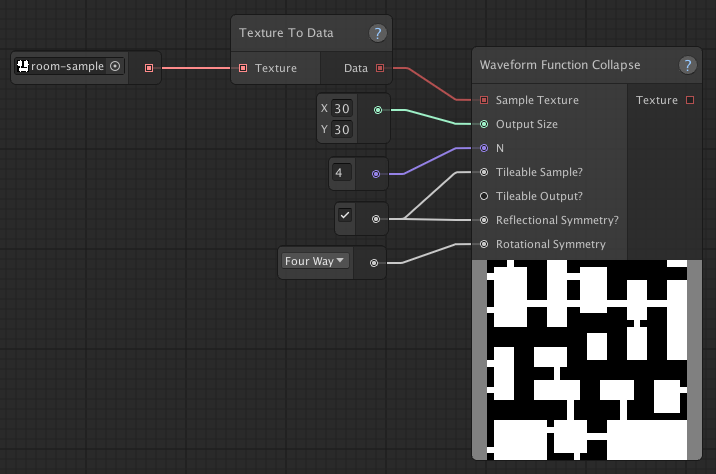 Texture To Data ?
room-sample
Texture
Data
Waveform Function Collapse ?
Sample Texture
Texture
X 30
Y 30
Output Size
N
4
Tileable Sample?
Tileable Output?
Reflectional Symmetry?
Four Way
Rotational Symmetry